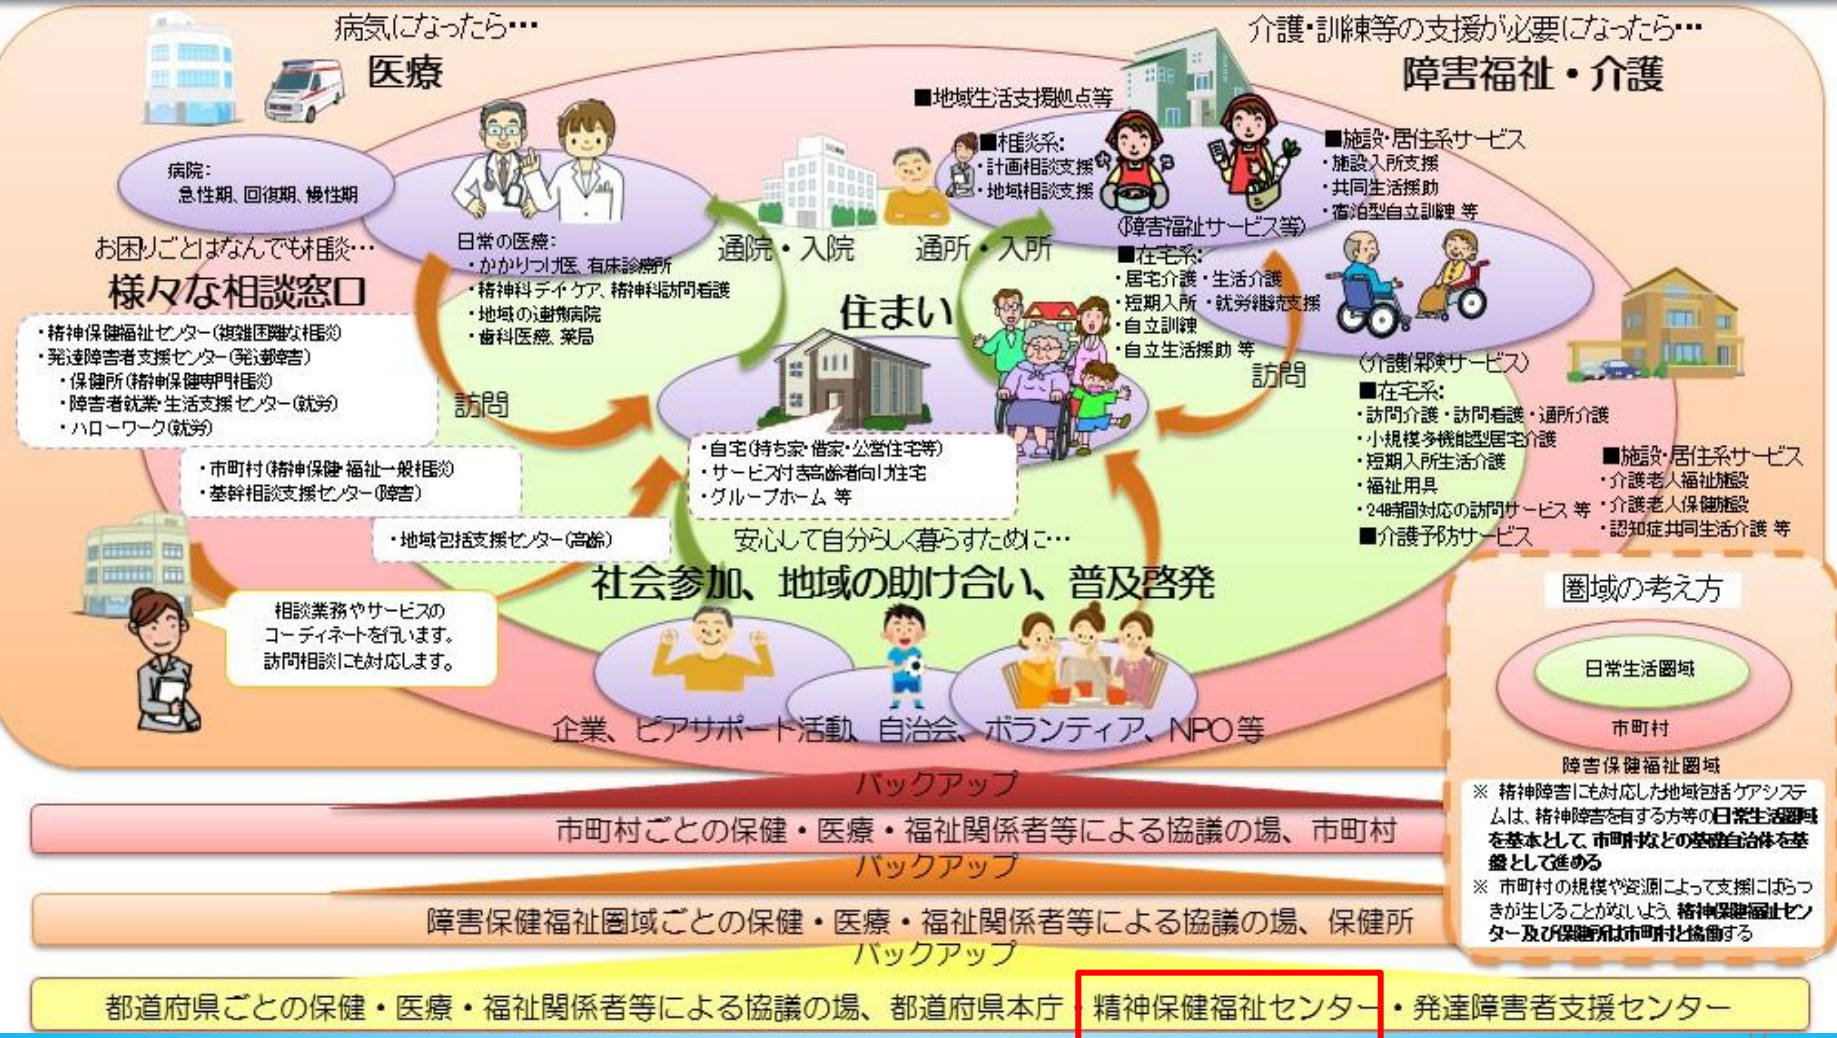 病気になったら…
医療
介護・訓練等の支援が必要になったら…
障害福祉・介護
病院：
急性期、回復期、慢性期
日常の医療：
・かかりつけ医、有床診療所
・精神科デイ・ケア、精神科訪問看護
・地域の連携病院
・歯科医療、薬局
お困りごとはなんでも相談…
様々な相談窓口
・精神保健福祉センター(複雑困難な相談)
・発達障害者支援センター(発達障害)
・保健所(精神保健専門相談)
・障害者就業・生活支援センター(就労)
・ハローワーク(就労)
・市町村(精神保健・福祉一般相談)
・基幹相談支援センター(障害)
・地域包括支援センター(高齢)
相談業務やサービスの
コーディネートを行います。
訪問相談にも対応します。
訪問
通院・入院
通所・入所
住まい
・自宅(持ち家・借家・公営住宅等)
・サービス付き高齢者向け住宅
・グループホーム 等
■地域生活支援拠点等
■相談系：
・計画相談支援
・地域相談支援
■施設・居住系サービス
・施設入所支援
・共同生活援助
・宿泊型自立訓練 等
(障害福祉サービス等)
■在宅系：
・居宅介護・生活介護
・短期入所・就労継続支援
・自立訓練
・自立生活援助 等
訪問
(介護保険サービス)
■在宅系：
・訪問介護・訪問看護・通所介護
・小規模多機能型居宅介護
・短期入所生活介護
・福祉用具
・24時間対応の訪問サービス 等
■介護予防サービス
■施設・居住系サービス
・介護老人福祉施設
・介護老人保健施設
・認知症共同生活介護 等
安心して自分らしく暮らすために…
社会参加、地域の助け合い、普及啓発
企業、ピアサポート活動、自治会、ボランティア、NPO等
圏域の考え方
日常生活圏域
市町村
障害保健福祉圏域
※ 精神障害にも対応した地域包括ケアシステ
ムは、精神障害を有する方等の日常生活圏域
を基本として、市町村などの基礎自治体を基
盤として進める
※ 市町村の規模や資源によって支援にばらつ
きが生じることがないよう、精神保健福祉セン
ター及び保健所は市町村と協働する
バックアップ
市町村ごとの保健・医療・福祉関係者等による協議の場、市町村
バックアップ
障害保健福祉圏域ごとの保健・医療・福祉関係者等による協議の場、保健所
バックアップ
都道府県ごとの保健・医療・福祉関係者等による協議の場、都道府県本庁・精神保健福祉センター・発達障害者支援センター